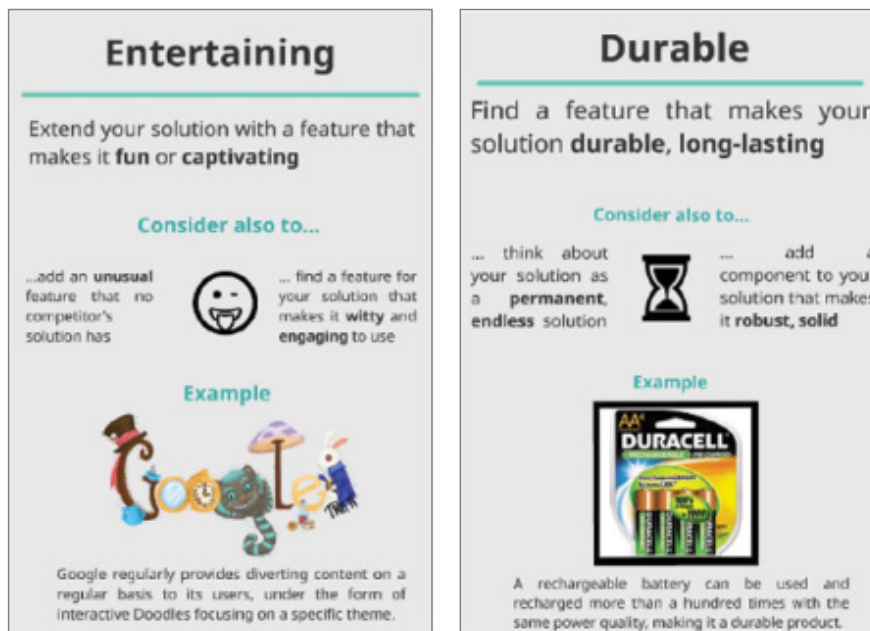 Entertaining
Extend your solution with a feature that
makes it fun or captivating
Consider also to...
...add an unusual
feature that no
competitor's
solution has
... find a feature for
your solution that
makes it witty and
engaging to use
Example
Google
Google regularly provides diverting content on a
regular basis to its users, under the form of
interactive Doodles focusing on a specific theme.
Durable
Find a feature that makes your
solution durable, long-lasting
Consider also to...
... think about
your solution as
a permanent,
endless solution
... add
component to you
solution that makes
it robust, solid
Example
AA
DURACELL
RECHARGEABLE
DURACELL
A rechargeable battery can be used and
recharged more than a hundred times with the
same power quality, making it a durable product.